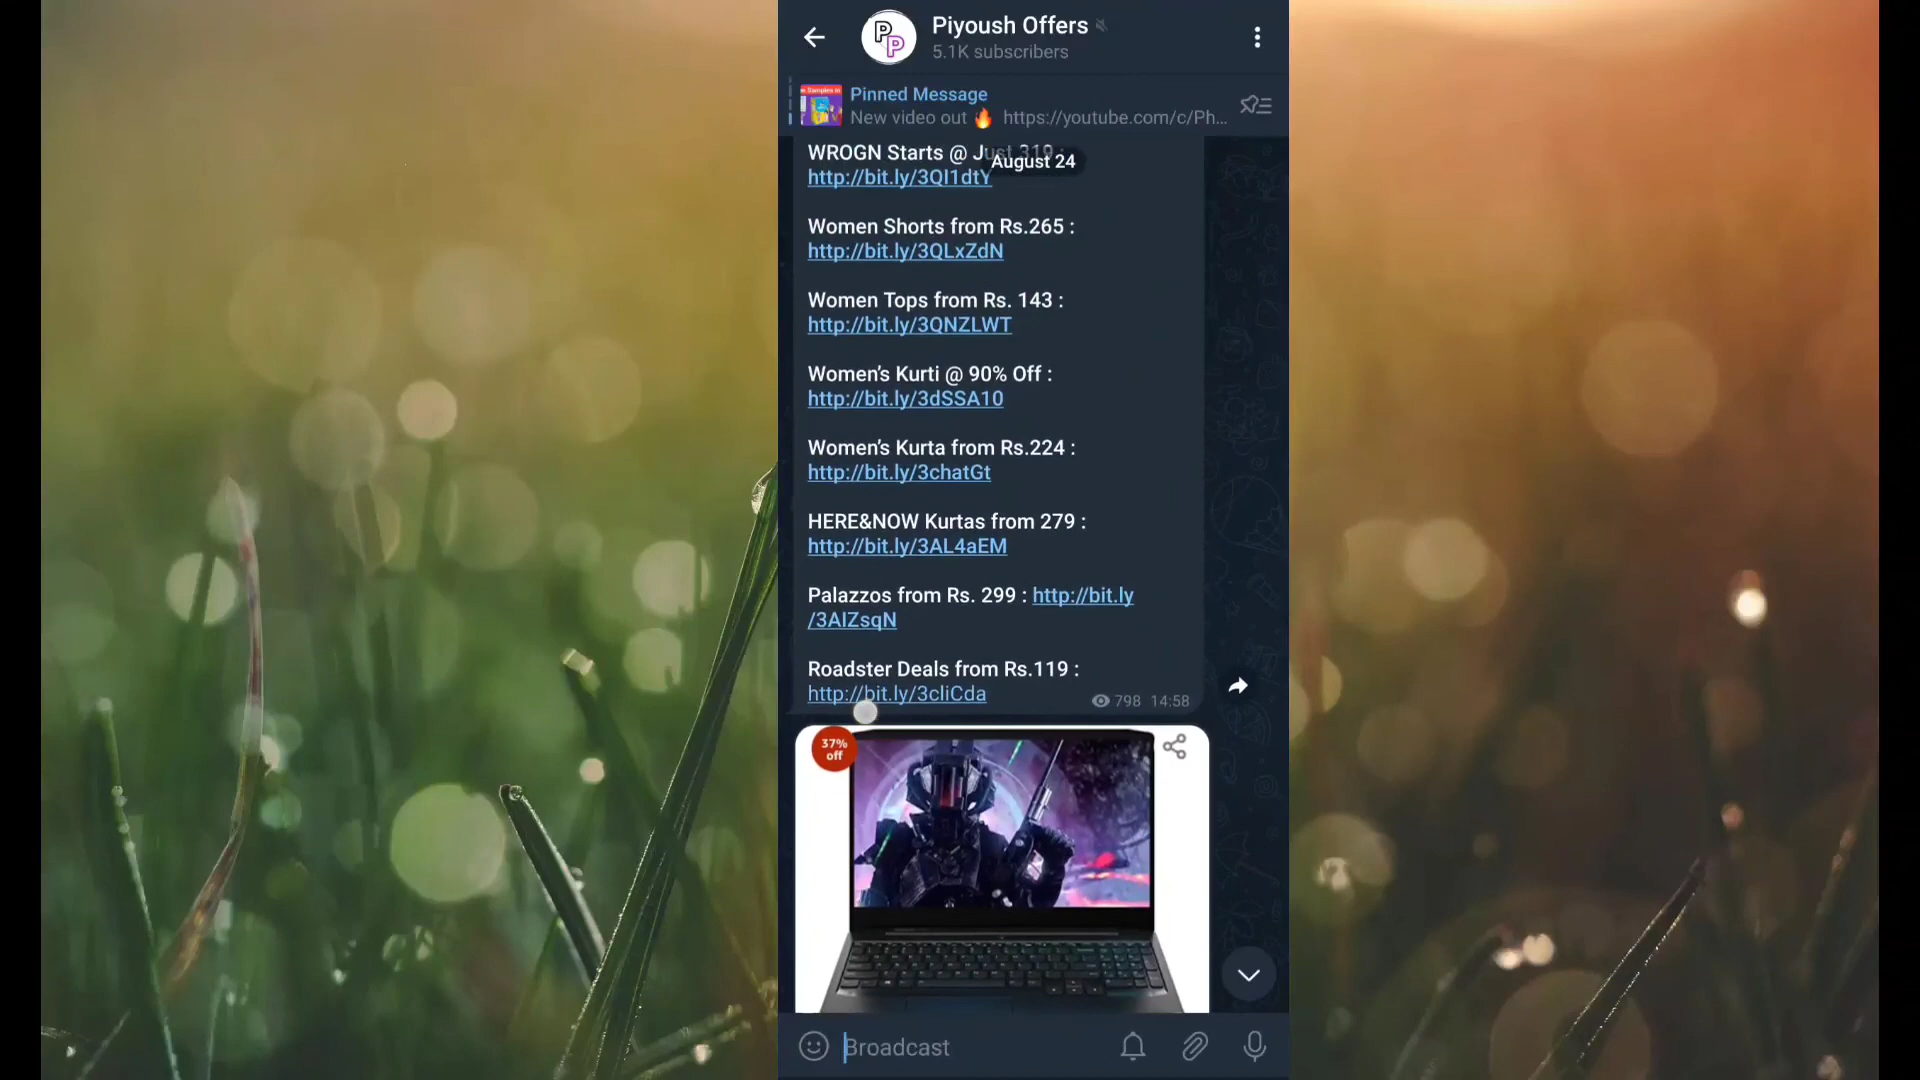 Piyoush Offers
5.1K subscribers
Pinned Message
New video out 🔥 https://youtube.com/c/Ph...
WROGN Starts @ Just 319 :
August 24
http://bit.ly/3QI1dtY
Women Shorts from Rs.265 :
http://bit.ly/3QLxZdN
Women Tops from Rs. 143 :
http://bit.ly/3QNZLWT
Women's Kurti @ 90% Off :
http://bit.ly/3dSSA10
Women's Kurta from Rs.224 :
http://bit.ly/3chatGt
HERE&NOW Kurtas from 279 :
http://bit.ly/3AL4aEM
Palazzos from Rs. 299 : http://bit.ly
/3AIZsqN
Roadster Deals from Rs.119 :
http://bit.ly/3cliCda
798 14:58
37%
off
Broadcast